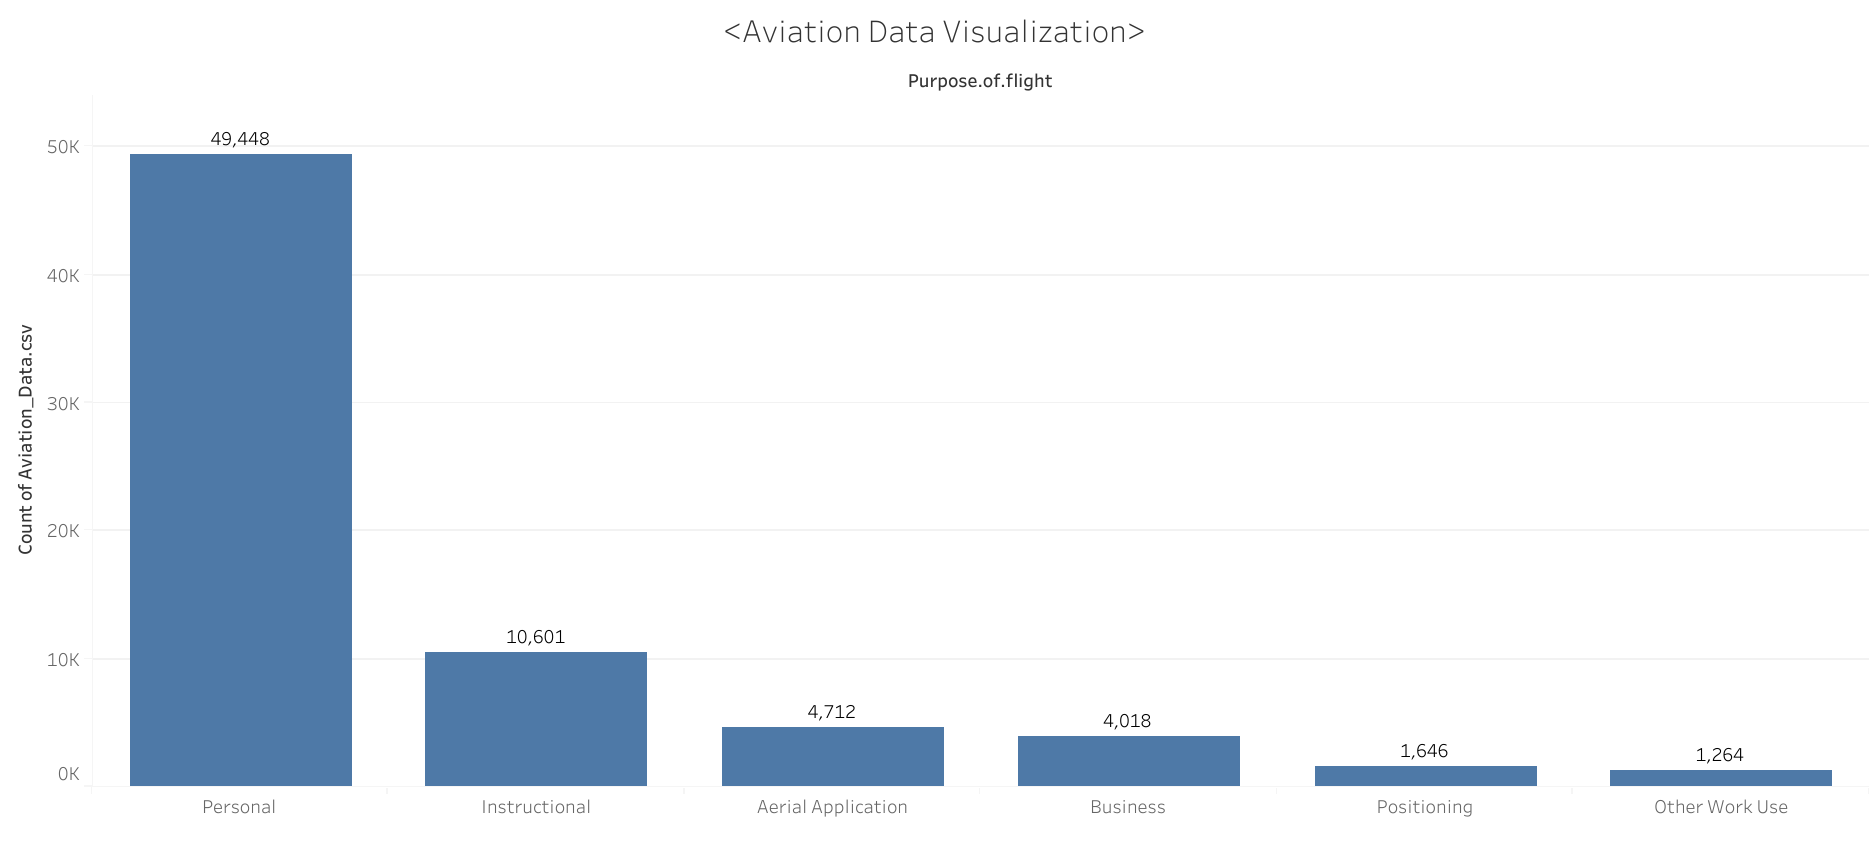 <Aviation Data Visualization>
Purpose.of.flight
Count of Aviation_Data.csv
50K
40K
30K
20K
10K
0K
49,448
10,601
4,712
4,018
1,646
1,264
Personal
Instructional
Aerial Application
Business
Positioning
Other Work Use